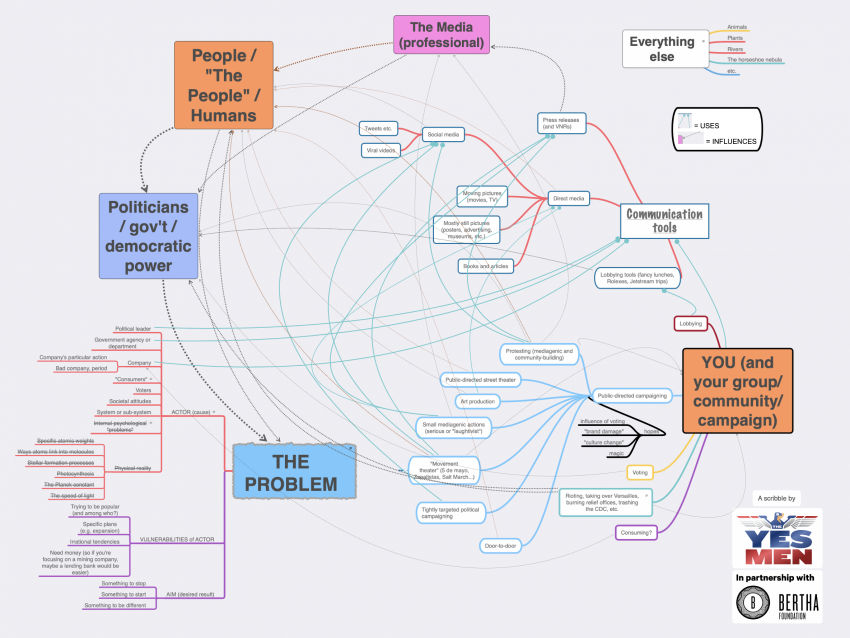 The Media
(professional)
People /
"The
People" /
Humans
Everything
else
Animals
Plants
Rivers
The horseshoe nebula
etc.
= USES
= INFLUENCES
Press releases
(and VNRs)
Tweets etc.
Social media
Viral videos.
Moving pictures
(movies, TV)
Direct media
Mostly still pictures
(posters, advertising,
museums, etc.)
Books and articles
Communication
tools
Politicians
/ gov't /
democratic
power
Lobbying tools (fancy lunches,
Rolexes, Jetstream trips)
Lobbying
YOU (and
your group/
community/
campaign)
Political leader
Government agency or
department
Company's particular action
Company
Bad company, period
"Consumers"
Voters
Societal attitudes
System or sub-system
ACTOR (cause)
Internal psychological
"problems"
Specific atomic weights
Ways atoms link into molecules
Stellar formation processes
Physical reality
Photosynthesis
The Planck constant
The speed of light
Trying to be popular
(and among who?)
Specific plans
(e.g. expansion)
VULNERABILITIES of ACTOR
Irrational tendencies
Need money (so if you're
focusing on a mining company,
maybe a lending bank would be
easier)
Something to stop
Something to start
AIM (desired result)
Something to be different
THE
PROBLEM
Protesting (mediagenic and
community-building)
Public-directed street theater
Public-directed campaigning
Art production
Small mediagenic actions
(serious or "laughtivist")
influence of voting
"brand damage"
hopes
"culture change"
magic
"Movement
theater" (5 de mayo,
Zapatistas, Salt March...)
Voting
Tightly targeted political
campaigning
Rioting, taking over Versailles,
burning relief offices, trashing
the CDC, etc.
Door-to-door
Consuming?
A scribble by
THE
YES
MEN
In partnership with
B
BERTHA
FOUNDATION